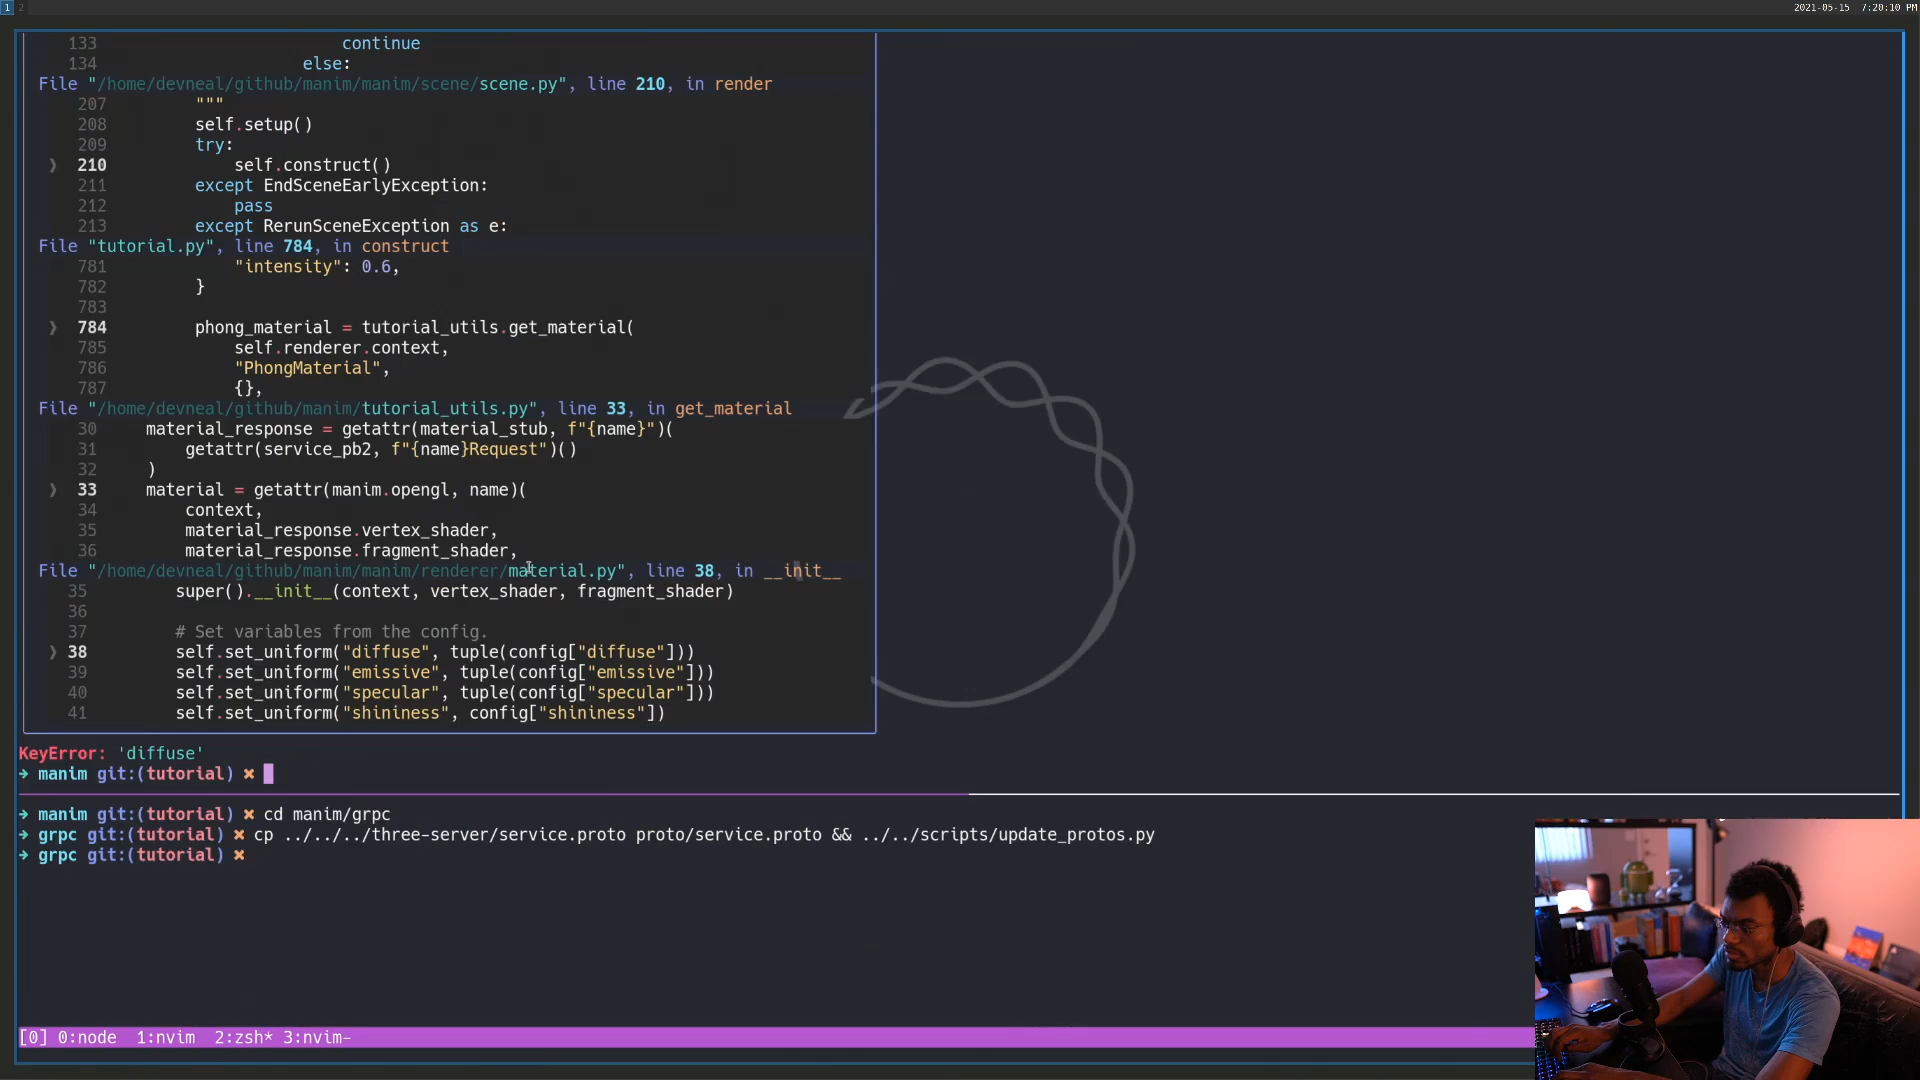 1 2
2021-05-15 7:20:10 PM
133 continue
134 else:
File "/home/devneal/github/manim/manim/scene/scene.py", line 210, in render
207 """
208 self.setup()
209 try:
❱ 210 self.construct()
211 except EndSceneEarlyException:
212 pass
213 except RerunSceneException as e:
File "tutorial.py", line 784, in construct
781 "intensity": 0.6,
782 }
783
❱ 784 phong_material = tutorial_utils.get_material(
785 self.renderer.context,
786 "PhongMaterial",
787 {},
File "/home/devneal/github/manim/tutorial_utils.py", line 33, in get_material
30 material_response = getattr(material_stub, f"{name}")(
31 getattr(service_pb2, f"{name}Request")()
32 )
❱ 33 material = getattr(manim.opengl, name)(
34 context,
35 material_response.vertex_shader,
36 material_response.fragment_shader,
File "/home/devneal/github/manim/manim/renderer/material.py", line 38, in __init__
35 super().__init__(context, vertex_shader, fragment_shader)
36
37 # Set variables from the config.
❱ 38 self.set_uniform("diffuse", tuple(config["diffuse"]))
39 self.set_uniform("emissive", tuple(config["emissive"]))
40 self.set_uniform("specular", tuple(config["specular"]))
41 self.set_uniform("shininess", config["shininess"])
KeyError: 'diffuse'
➜ manim git:(tutorial) ✖
➜ manim git:(tutorial) ✖ cd manim/grpc
➜ grpc git:(tutorial) ✖ cp ../../../three-server/service.proto proto/service.proto && ../../scripts/update_protos.py
➜ grpc git:(tutorial) ✖
[0] 0:node 1:nvim 2:zsh* 3:nvim-